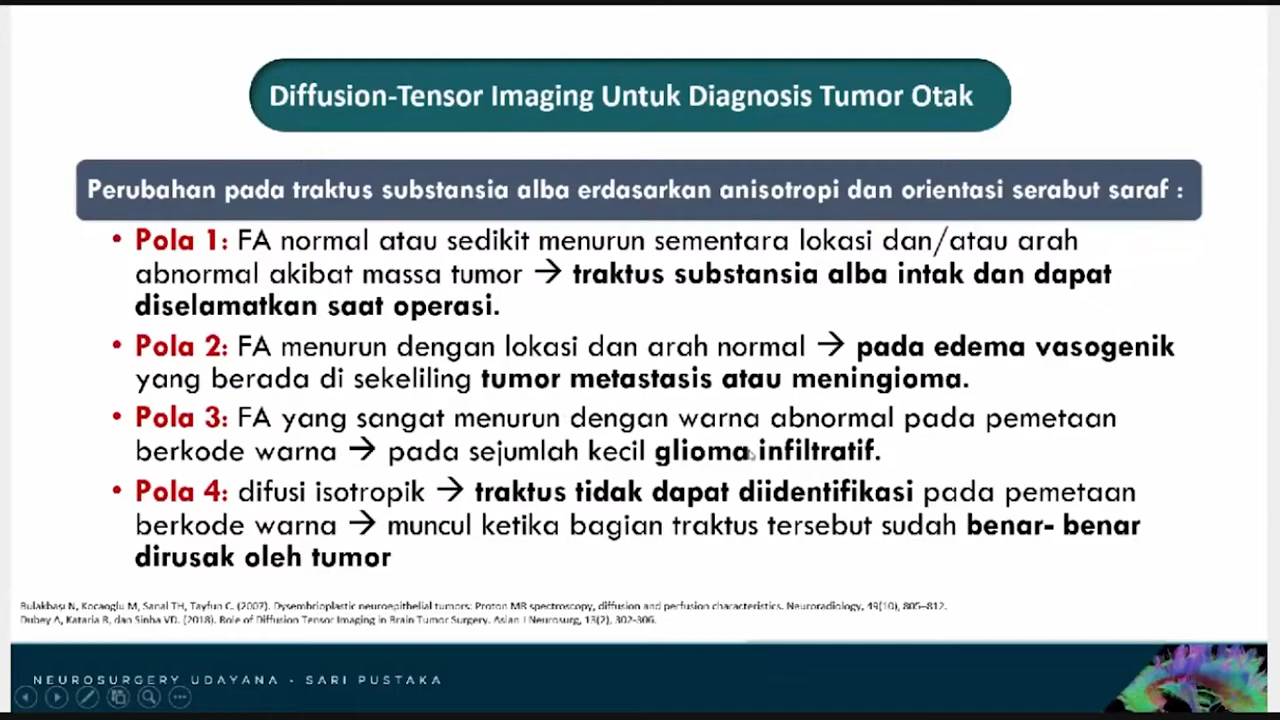 Diffusion-Tensor Imaging Untuk Diagnosis Tumor Otak
Perubahan pada traktus substansia alba erdasarkan anisotropi dan orientasi serabut saraf :
• Pola 1: FA normal atau sedikit menurun sementara lokasi dan/atau arah
abnormal akibat massa tumor → traktus substansia alba intak dan dapat
diselamatkan saat operasi.
• Pola 2: FA menurun dengan lokasi dan arah normal → pada edema vasogenik
yang berada di sekeliling tumor metastasis atau meningioma.
• Pola 3: FA yang sangat menurun dengan warna abnormal pada pemetaan
berkode warna → pada sejumlah kecil glioma infiltratif.
• Pola 4: difusi isotropik → traktus tidak dapat diidentifikasi pada pemetaan
berkode warna → muncul ketika bagian traktus tersebut sudah benar- benar
dirusak oleh tumor
Bulakbaşı N, Kocaoglu M, Sanal TH, Tayfun C. (2007). Dysembrioplastic neuroepithelial tumors: Proton MR spectroscopy, diffusion and perfusion characteristics. Neuroradiology, 49(10), 805–812.
Dubey A, Kataria R, dan Sinha VD. (2018). Role of Diffusion Tensor Imaging in Brain Tumor Surgery. Asian J Neurosurg, 13(2), 302-306.
NEUROSURGERY UDAYANA - SARI PUSTAKA